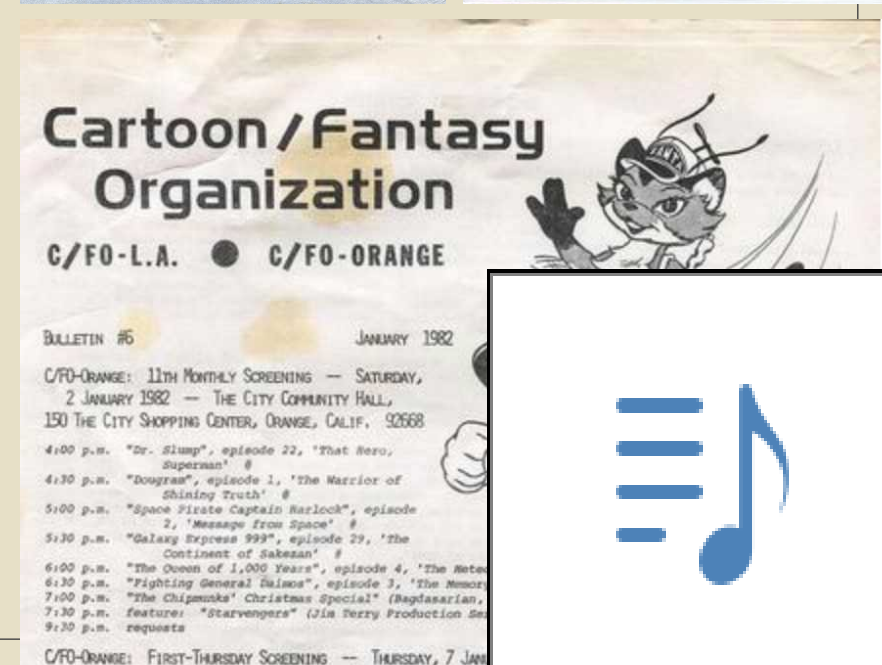 Cartoon/Fantasy
Organization
C/FO-L.A. ● C/FO-ORANGE
BULLETIN #6 JANUARY 1982
C/FO-ORANGE: 11TH MONTHLY SCREENING — SATURDAY,
2 JANUARY 1982 — THE CITY COMMUNITY HALL,
150 THE CITY SHOPPING CENTER, ORANGE, CALIF. 92668
4:00 p.m. "Dr. Slump", episode 22, 'That Hero,
Superman' @
4:30 p.m. "Dougram", episode 1, 'The Warrior of
Shining Truth' @
5:00 p.m. "Space Pirate Captain Harlock", episode
2, 'Message from Space' #
5:30 p.m. "Galaxy Express 999", episode 29, 'The
Continent of Sakezan' #
6:00 p.m. "The Queen of 1,000 Years", episode 4, 'The
6:30 p.m. "Fighting General Daimos", episode 3, 'The Memory
7:00 p.m. "The Chipmunks' Christmas Special" (Bagdasarian,
7:30 p.m. feature: "Starvengers" (Jim Terry Production
9:30 p.m. requests
C/FO-ORANGE: FIRST-THURSDAY SCREENING — THURSDAY, 7